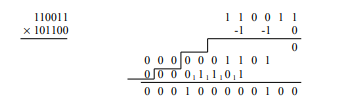 110011 1 1 0 0 1 1
× 101100 -1 -1 0
0
0 0 0 0 0 0 1 1 0 1
0 0 0 0 1 1 1 1 0 1 1
0 0 0 1 0 0 0 0 0 1 0 0